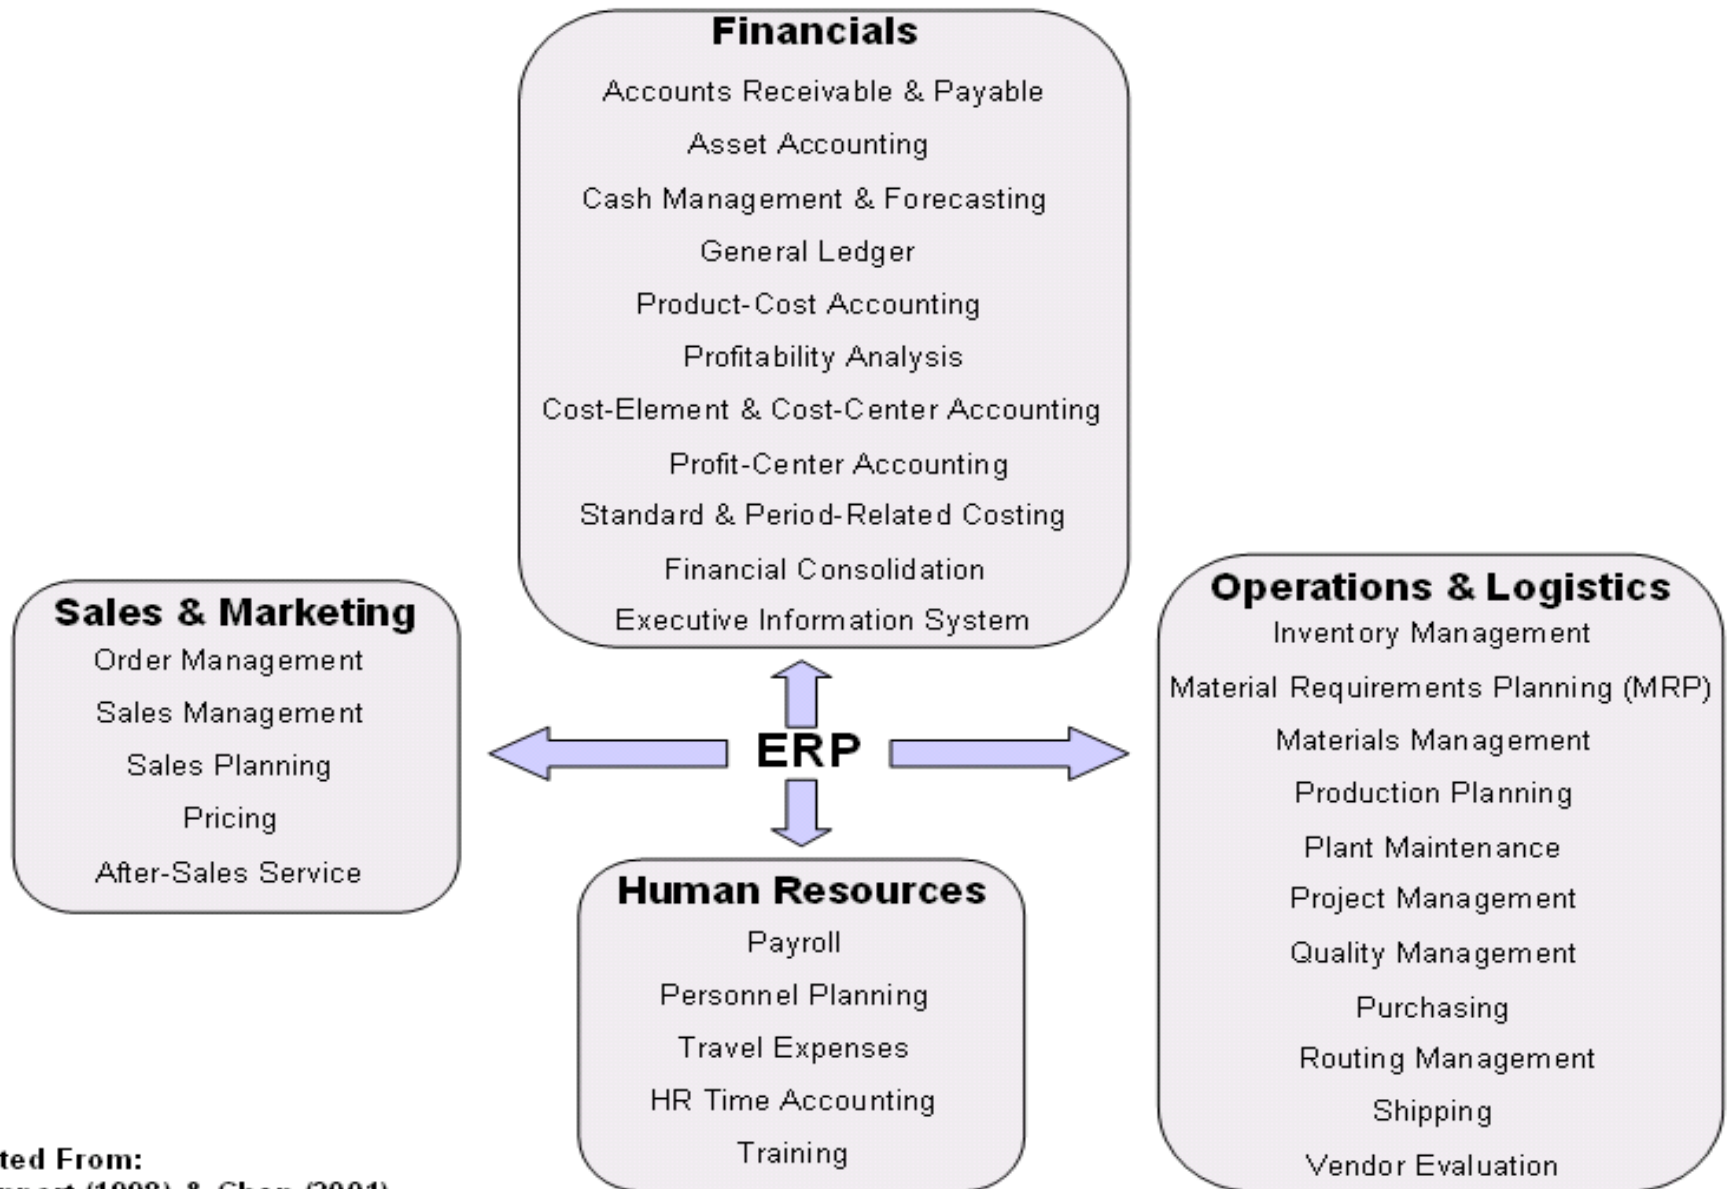 Financials
Accounts Receivable & Payable
Asset Accounting
Cash Management & Forecasting
General Ledger
Product-Cost Accounting
Profitability Analysis
Cost-Element & Cost-Center Accounting
Profit-Center Accounting
Standard & Period-Related Costing
Financial Consolidation
Executive Information System
Sales & Marketing
Order Management
Sales Management
Sales Planning
Pricing
After-Sales Service
ERP
Operations & Logistics
Inventory Management
Material Requirements Planning (MRP)
Materials Management
Production Planning
Plant Maintenance
Project Management
Quality Management
Purchasing
Routing Management
Shipping
Vendor Evaluation
Human Resources
Payroll
Personnel Planning
Travel Expenses
HR Time Accounting
Training
From: